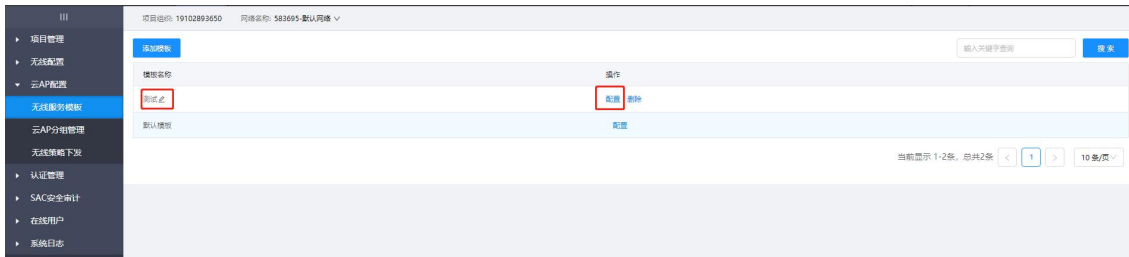 项目组织: 19102893650 网络名称: 583695-默认网络
项目管理
无线配置
云AP配置
无线服务模板
云AP分组管理
无线策略下发
认证管理
SAC安全审计
在线用户
系统日志
添加模板
输入关键字查询
搜 索
模板名称 操作
测试 配置 删除
默认模板 配置
当前显示 1-2条, 总共2条 < 1 > 10 条/页